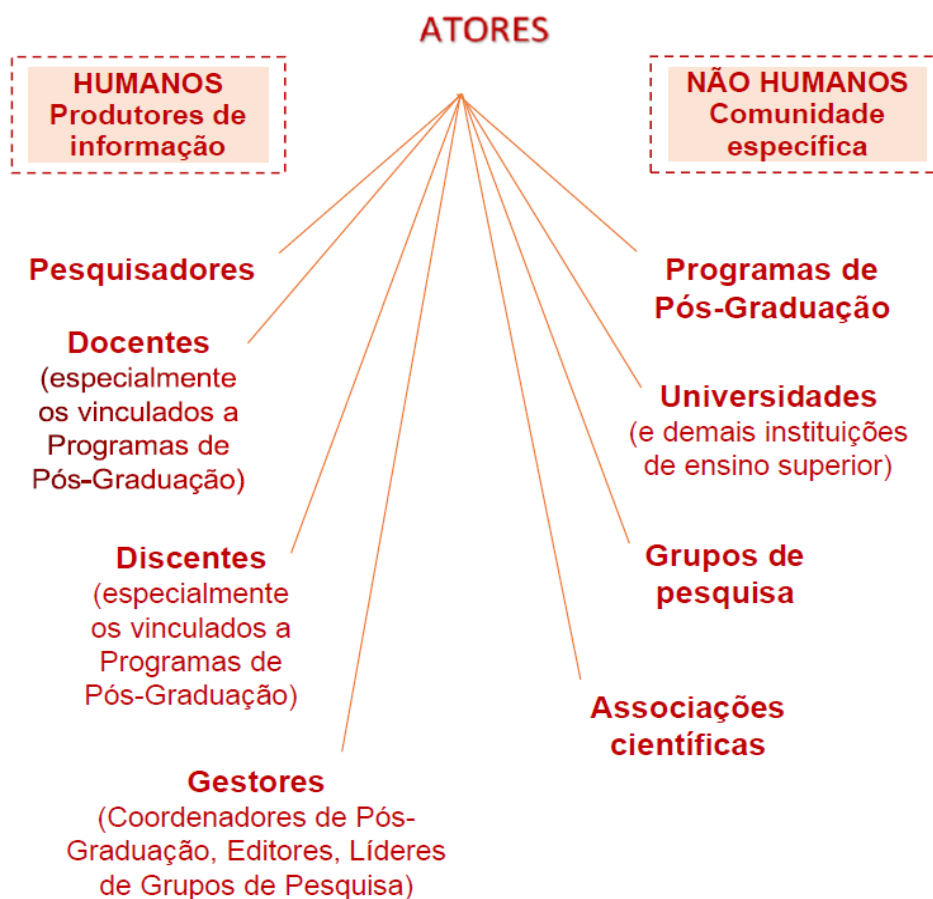 ATORES
HUMANOS
Produtores de
informação
NÃO HUMANOS
Comunidade
específica
Pesquisadores
Docentes
(especialmente
os vinculados a
Programas de
Pós-Graduação)
Discentes
(especialmente
os vinculados a
Programas de
Pós-Graduação)
Gestores
(Coordenadores de Pós-
Graduação, Editores, Líderes
de Grupos de Pesquisa)
Programas de
Pós-Graduação
Universidades
(e demais instituições
de ensino superior)
Grupos de
pesquisa
Associações
científicas